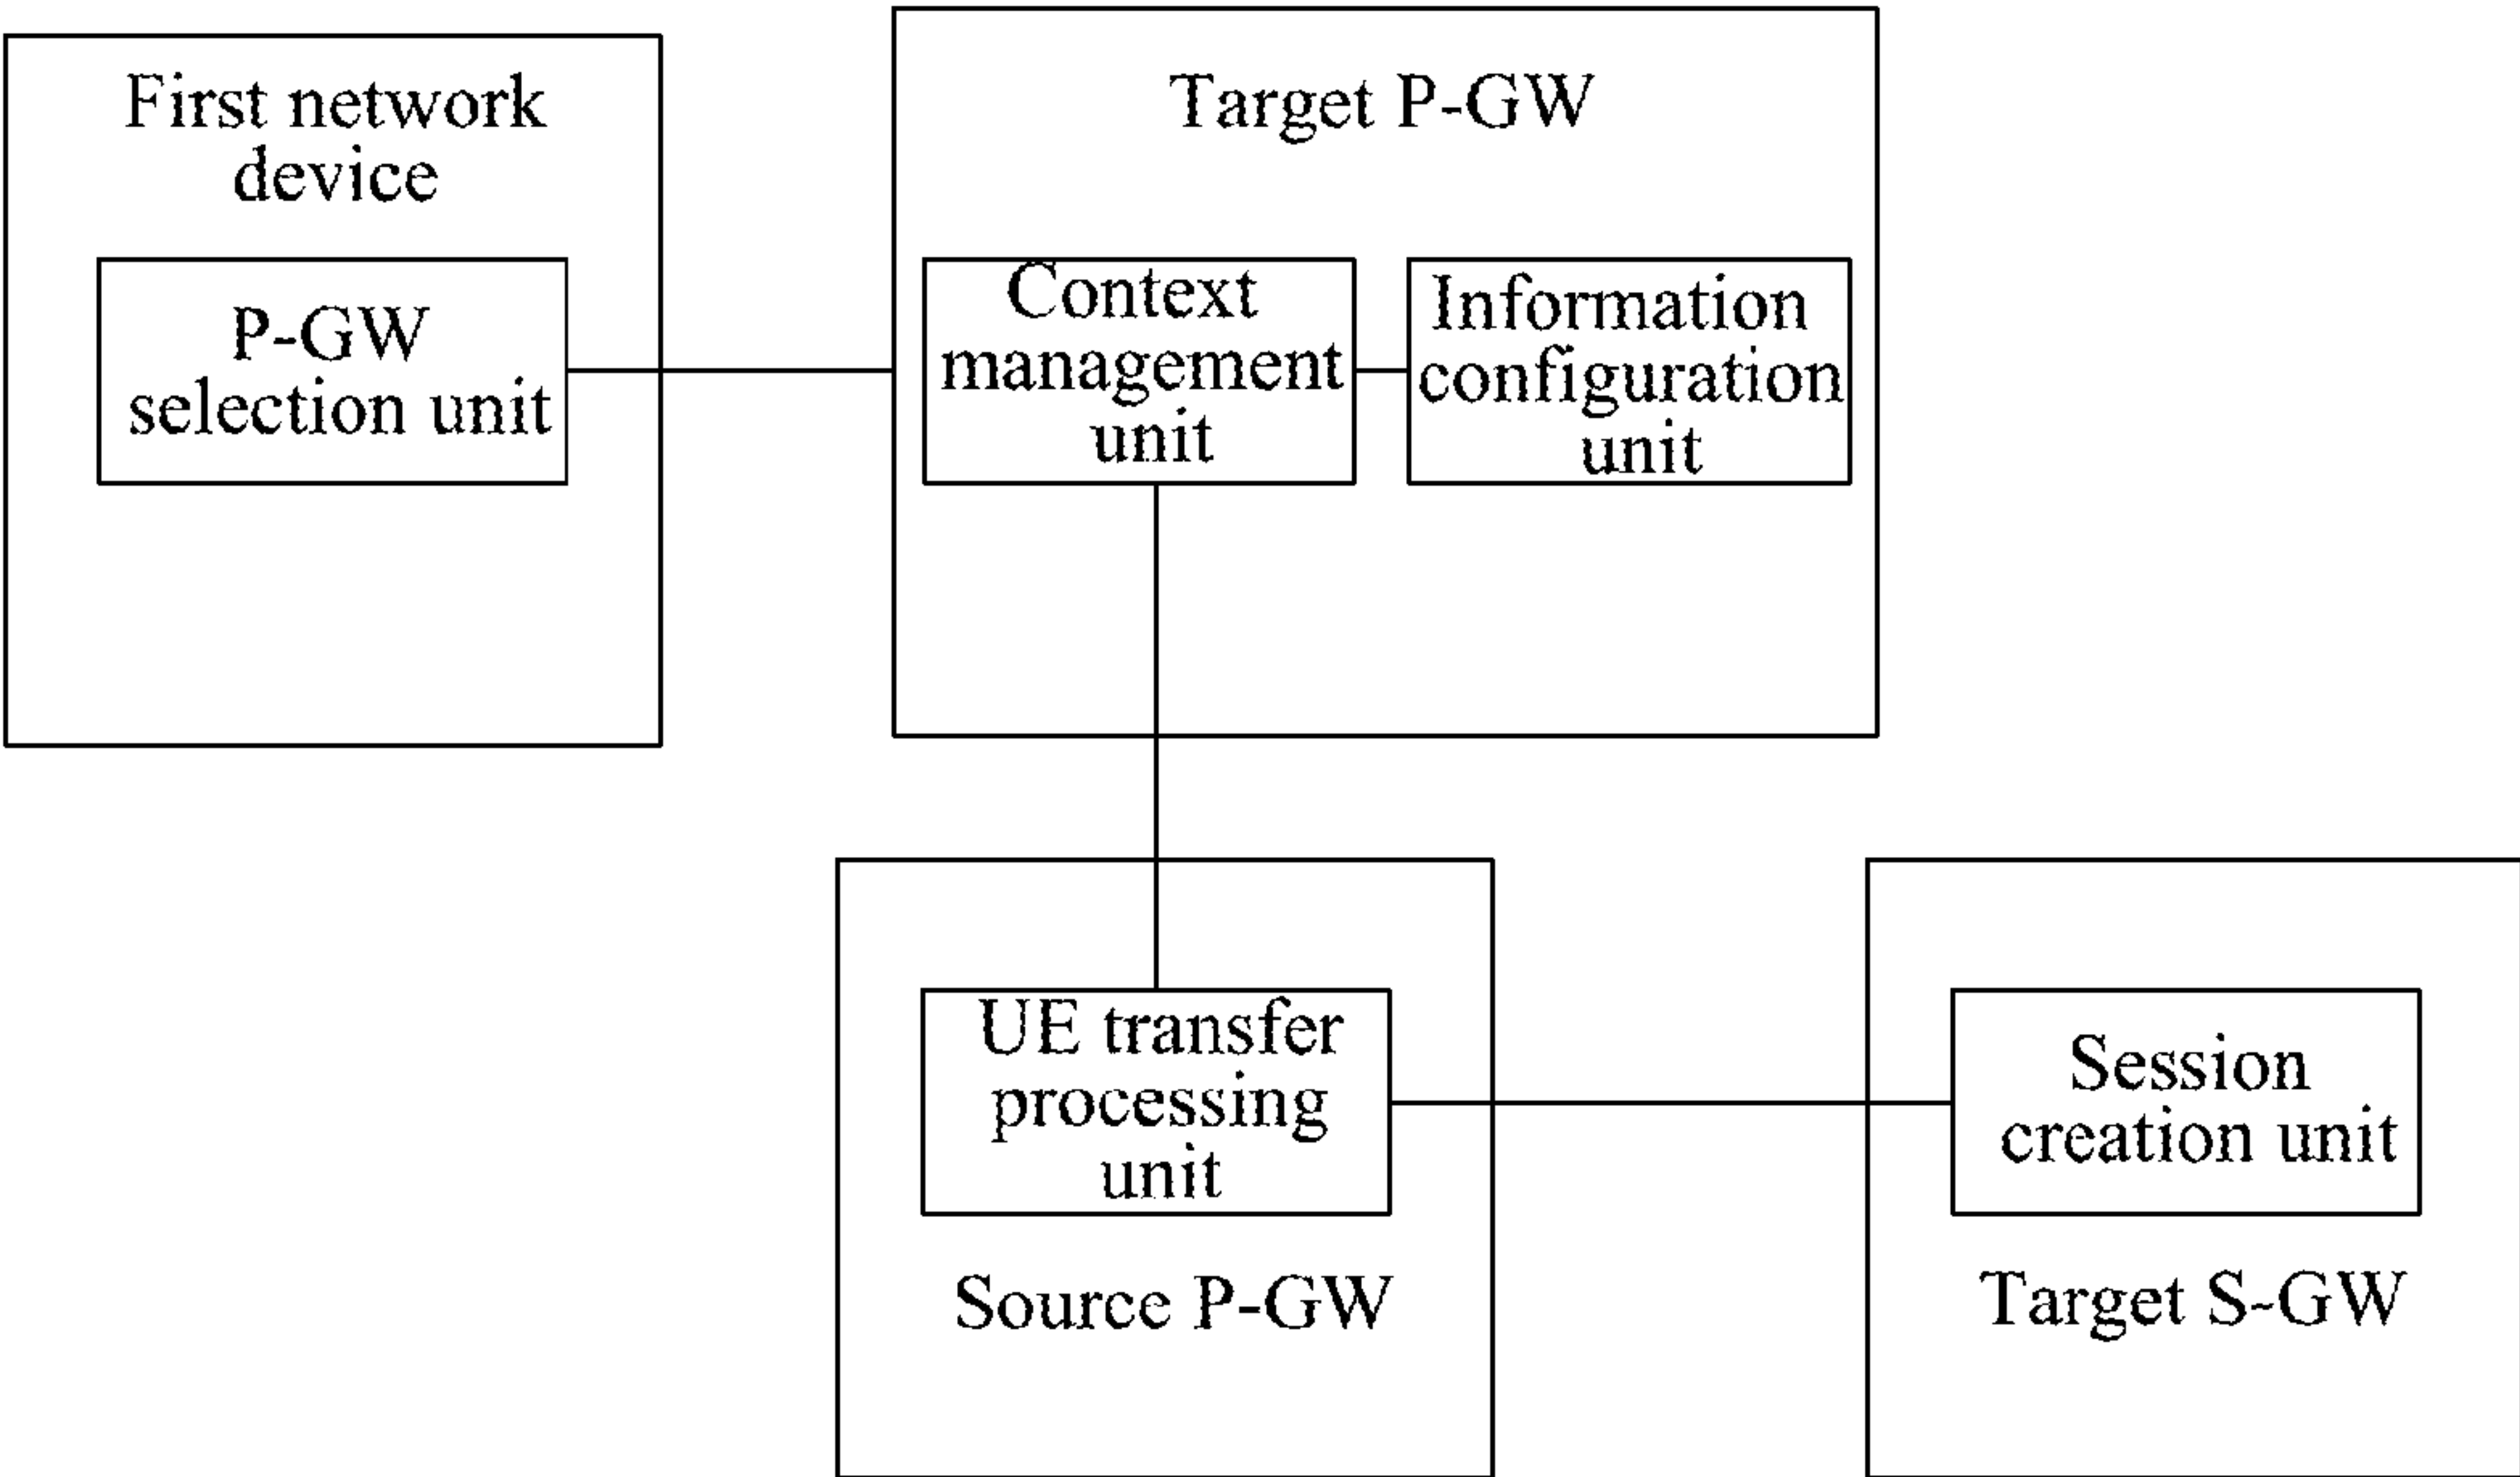 First network
device
P-GW
selection unit
Target P-GW
Context
management
unit
Information
configuration
unit
UE transfer
processing
unit
Source P-GW
Session
creation unit
Target S-GW